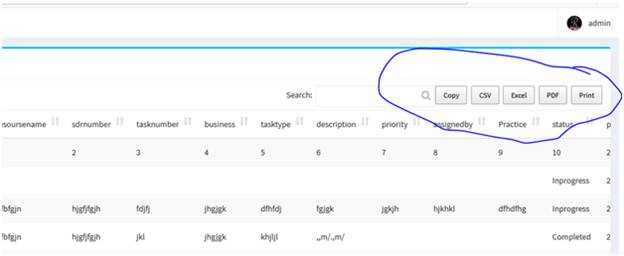 admin
Search: Copy CSV Excel PDF Print
soursename sdrnumber tasknumber business tasktype description priority assignedby Practice status p
2 3 4 5 6 7 8 9 10 2
Inprogress 2
fbfgjn hjgfjfgjh fdjfj jhgjgk dfhfdj fgjgk jgkjh hjkhkl dfhdfhg Inprogress 2
fbfgjn hjgfjfgjh jkl jhgjgk khjljl ,,m/.,m/ Completed 2